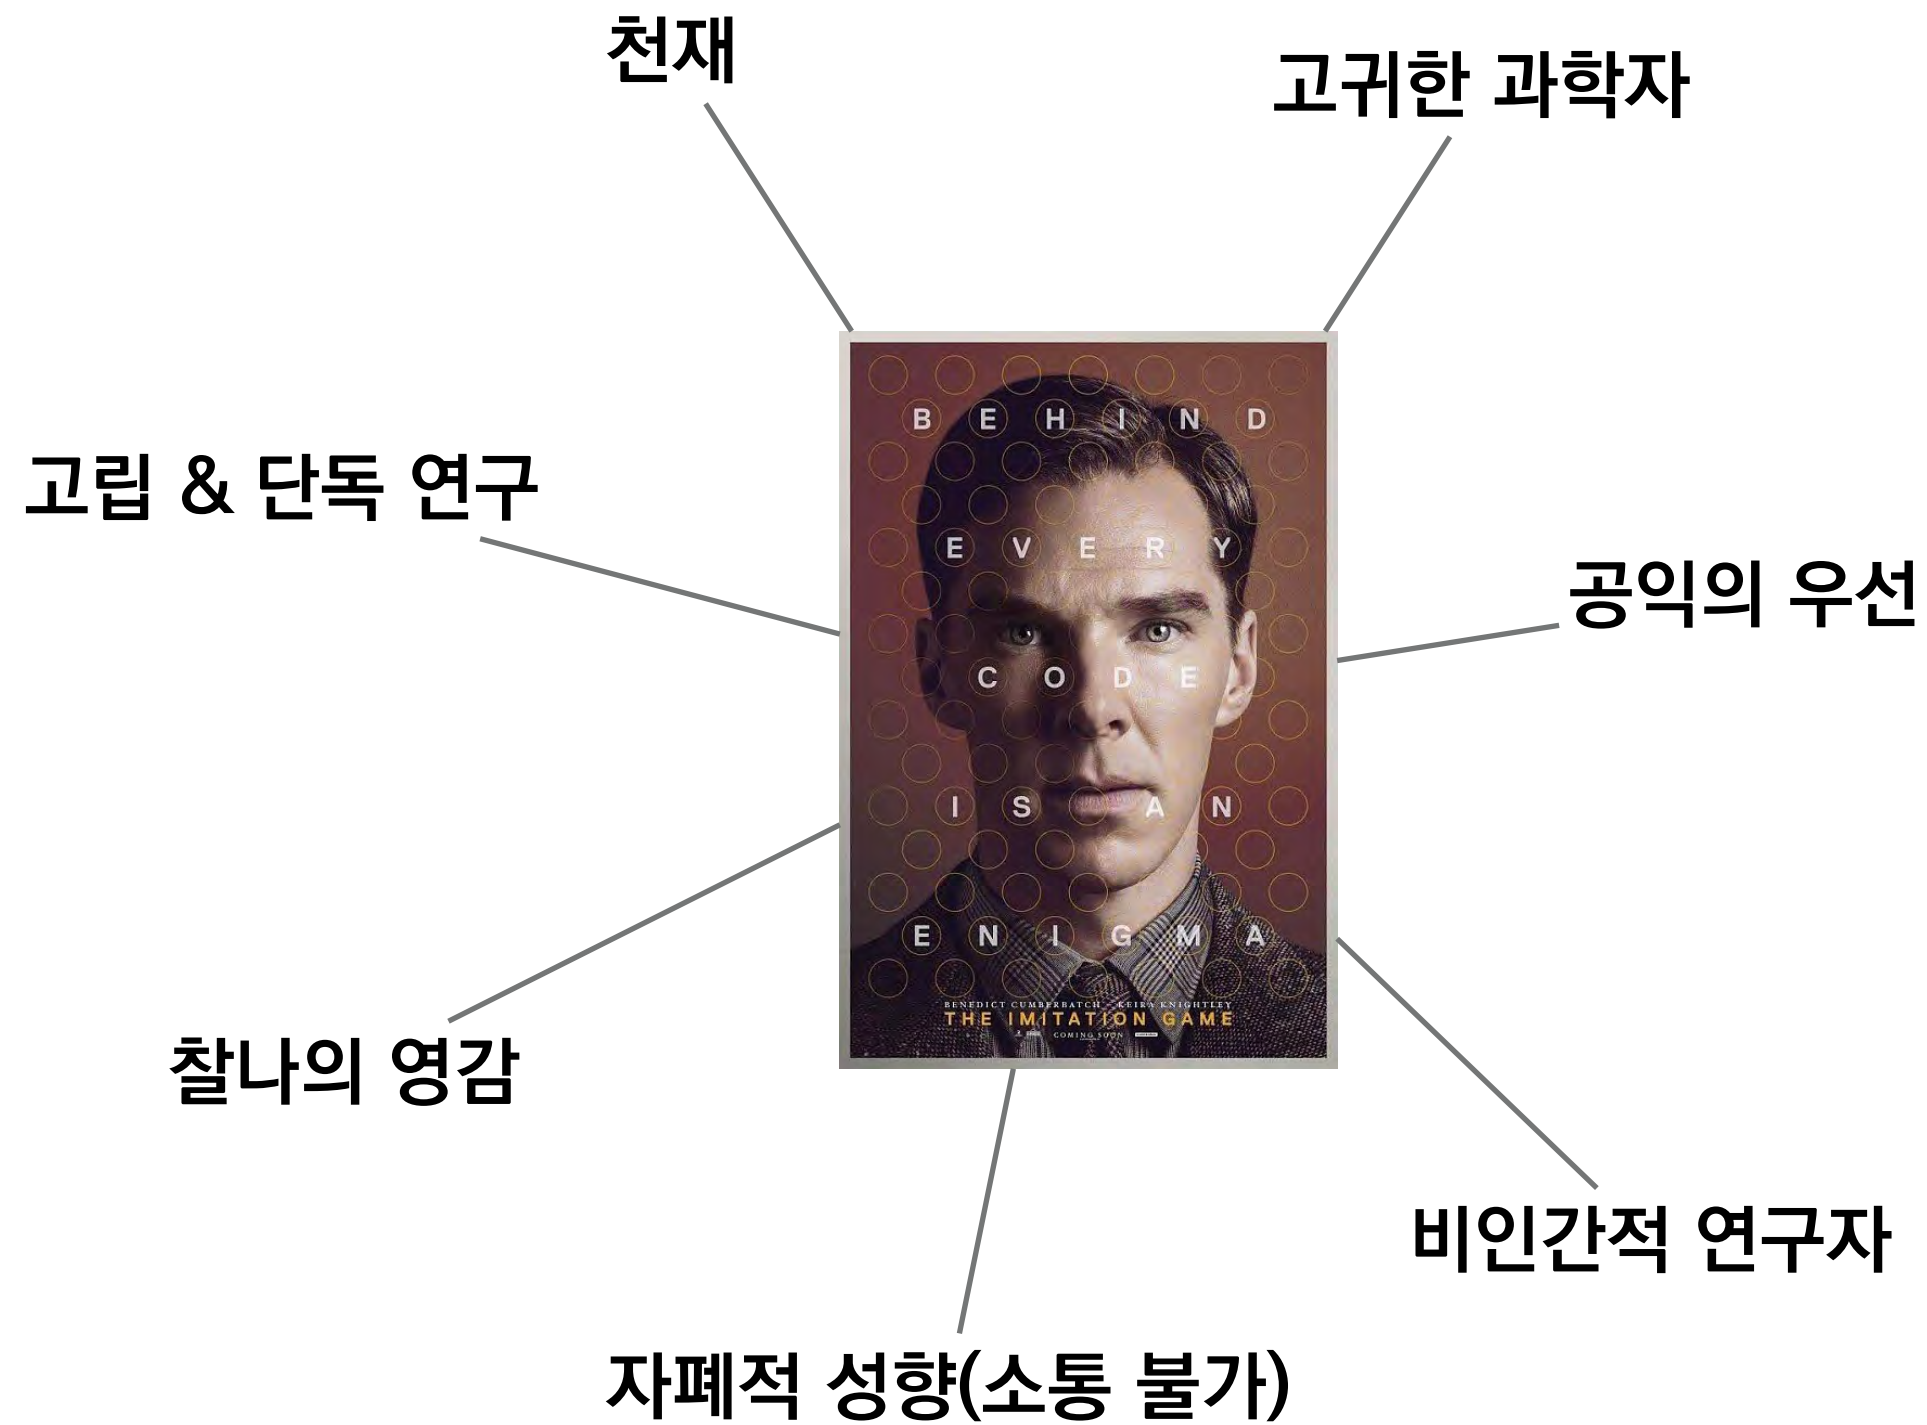 천재
고귀한 과학자
고립 & 단독 연구
공익의 우선
BEHIND
EVERY
CODE
IS AN
ENIGMA
BENEDICT CUMBERBATCH KEIRA KNIGHTLEY
THE IMITATION GAME
COMING SOON
찰나의 영감
비인간적 연구자
자폐적 성향(소통 불가)